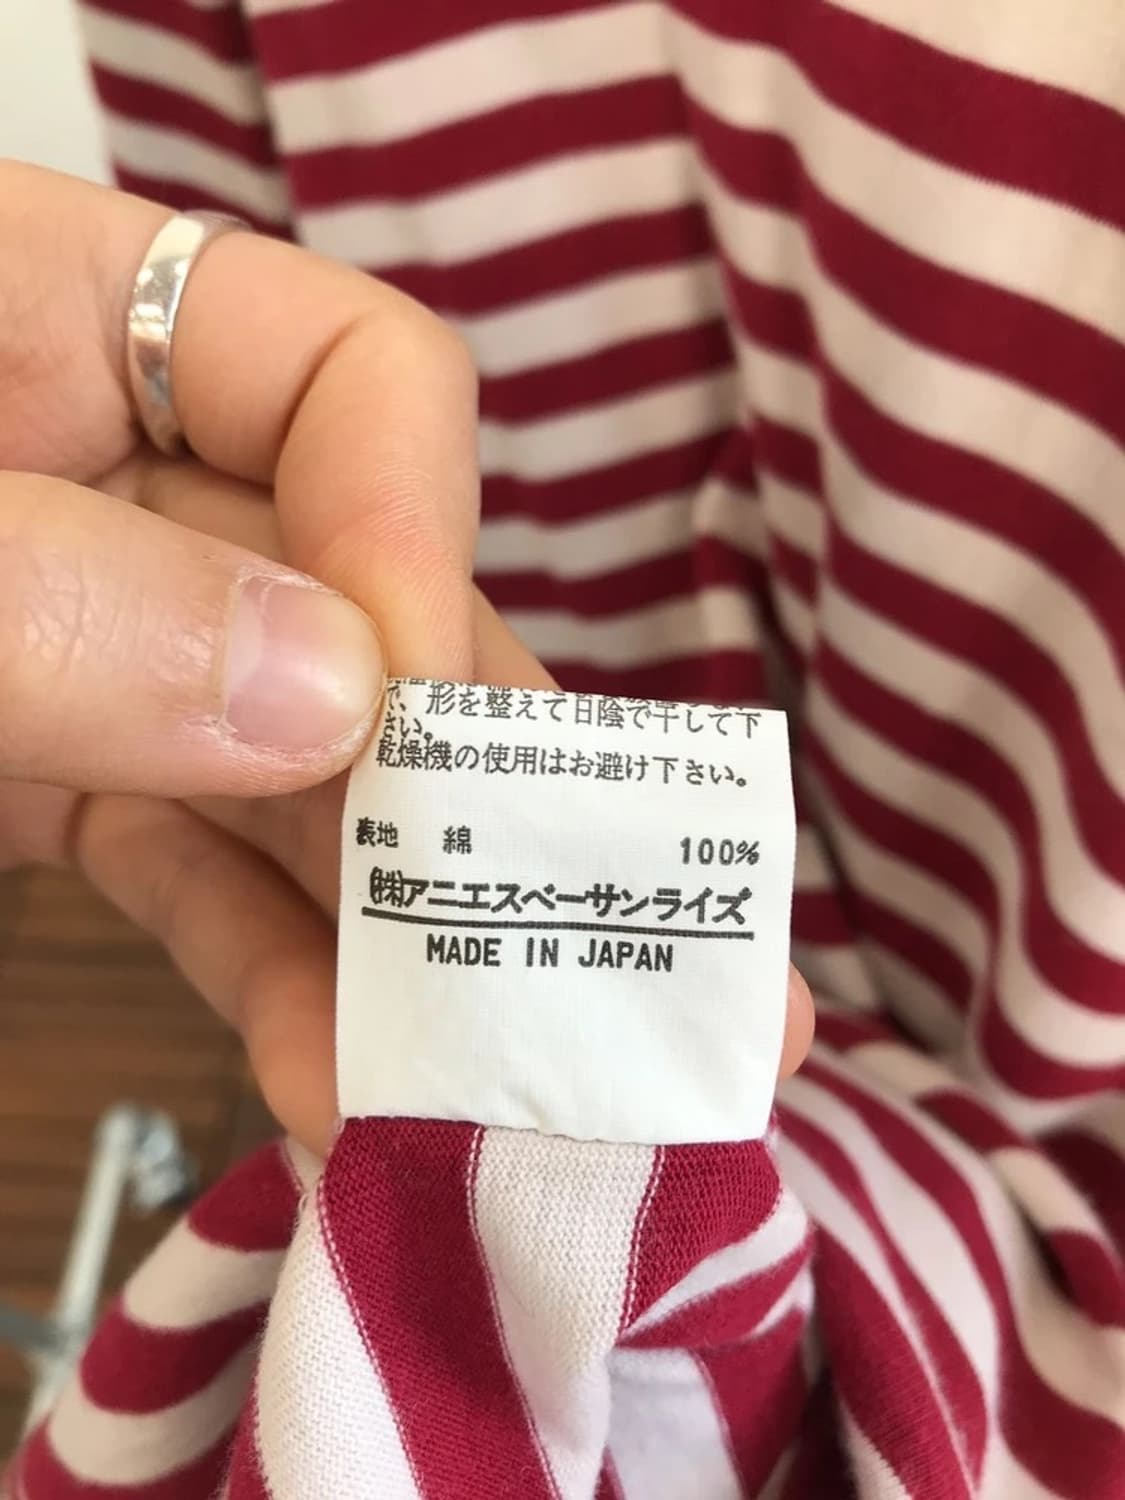 で、形を整えて日陰で干して下
さい。
乾燥機の使用はお避け下さい。
表地 綿 100%
㈱アニエスベーサンライズ
MADE IN JAPAN